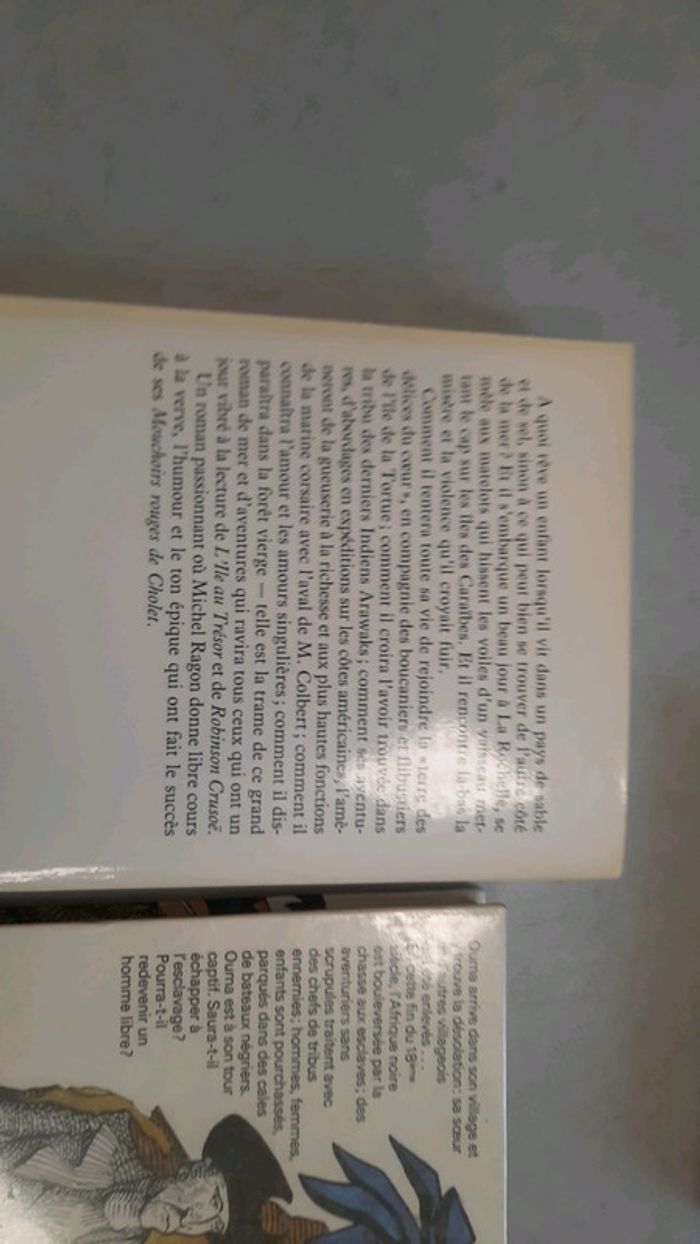 A quoi rêve un enfant lorsqu'il vit dans un pays de sable
et de sel, sinon à ce qui peut bien se trouver de l'autre côté
de la mer ? Et il s'embarque un beau jour à La Rochelle, se
mêle aux matelots qui hissent les voiles d'un vaisseau met-
tant le cap sur les îles des Caraïbes. Et il rencontre là-bas la
misère et la violence qu'il croyait fuir.
Comment il tentera toute sa vie de rejoindre la « terre des
délices du cœur », en compagnie des boucaniers et flibustiers
de l'île de la Tortue ; comment il croira l'avoir trouvée dans
la tribu des derniers Indiens Arawaks ; comment ses aventu-
res, d'abordages en expéditions sur les côtes américaines, l'amè-
neront de la gueuserie à la richesse et aux plus hautes fonctions
de la marine corsaire avec l'aval de M. Colbert ; comment il
connaîtra l'amour et les amours singulières ; comment il dis-
paraîtra dans la forêt vierge — telle est la trame de ce grand
roman de mer et d'aventures qui ravira tous ceux qui ont un
jour vibré à la lecture de L'Ile au Trésor et de Robinson Crusoë.
Un roman passionnant où Michel Ragon donne libre cours
à la verve, l'humour et le ton épique qui ont fait le succès
de ses Mouchoirs rouges de Cholet.
Ouma arrive dans son village et
trouve la désolation : sa sœur
et d'autres villageois
ont été enlevés...
cette fin du 18ème
siècle, l'Afrique noire
est bouleversée par la
chasse aux esclaves ; des
aventuriers sans
scrupules traitent avec
des chefs de tribus
ennemies ; hommes, femmes,
enfants sont pourchassés,
parqués dans des cales
de bateaux négriers.
Ouma est à son tour
captif. Saura-t-il
échapper à
l'esclavage?
Pourra-t-il
redevenir un
homme libre?